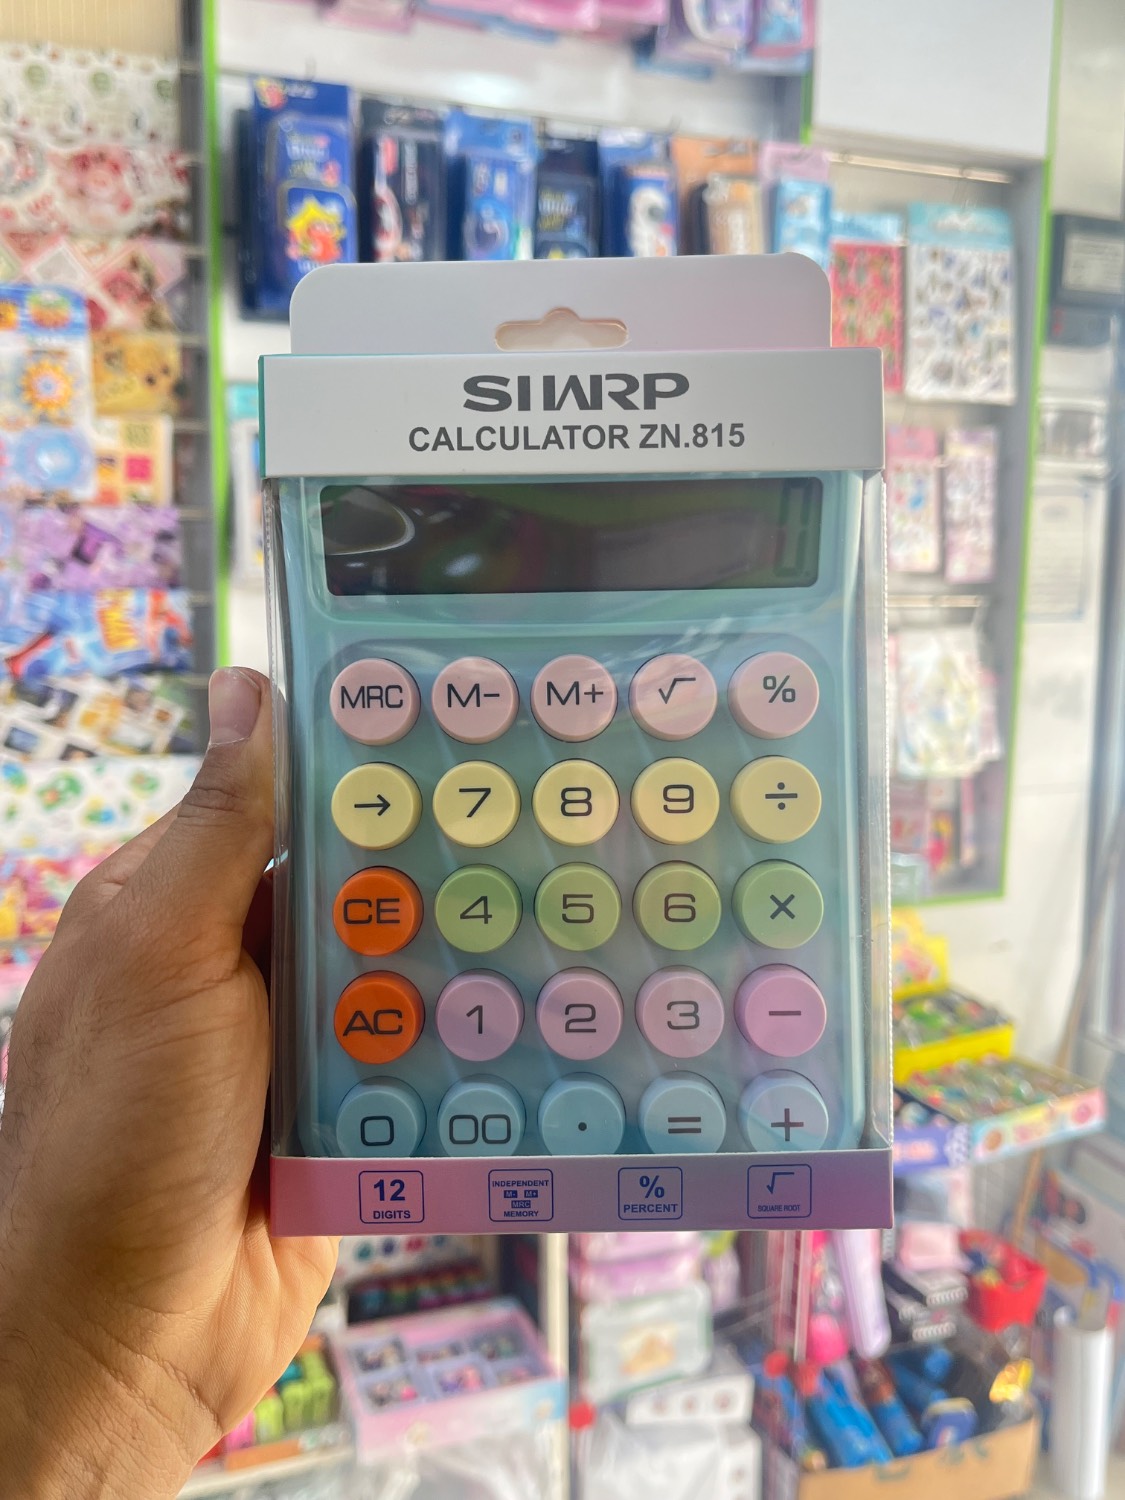 SIWRP
CALCULATOR ZN.815
MRC M- M+ √ %
→ 7 8 9 ÷
CE 4 5 6 ×
AC 1 2 3 −
0 00 . = +
12
DIGITS
INDEPENDENT
M- M+
MRC
MEMORY
%
PERCENT
√
SQUARE ROOT